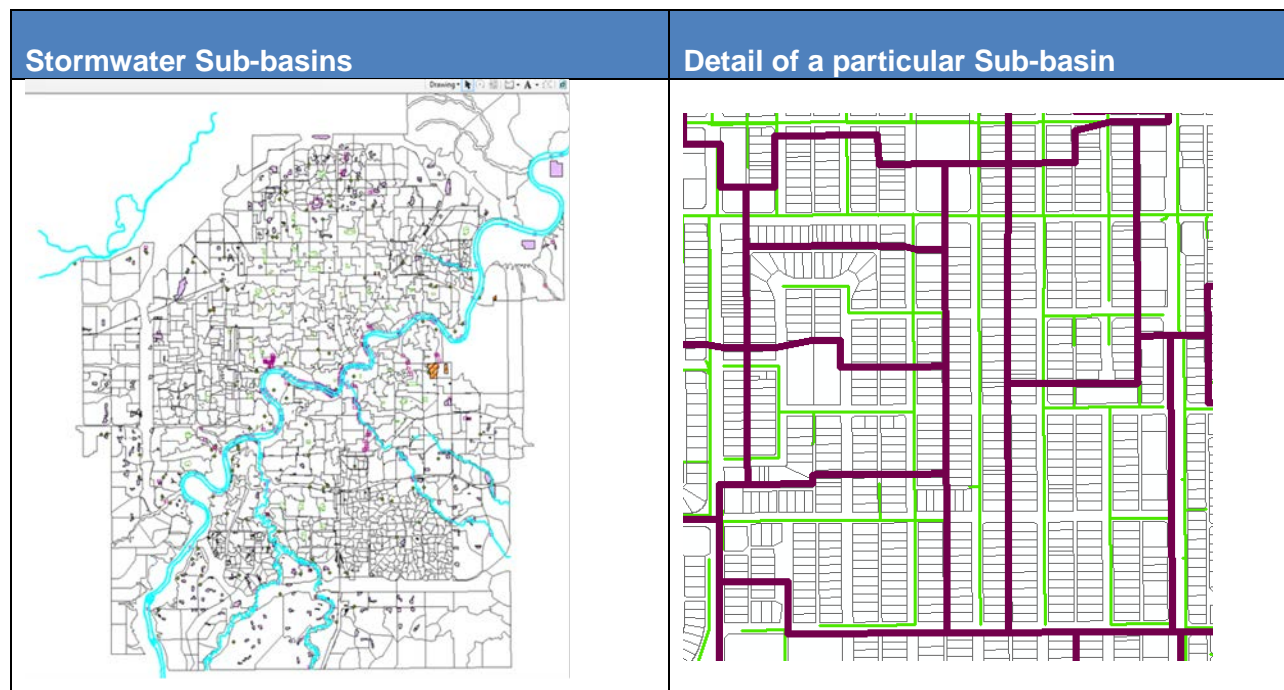 Stormwater Sub-basins
Detail of a particular Sub-basin
Drawing
A